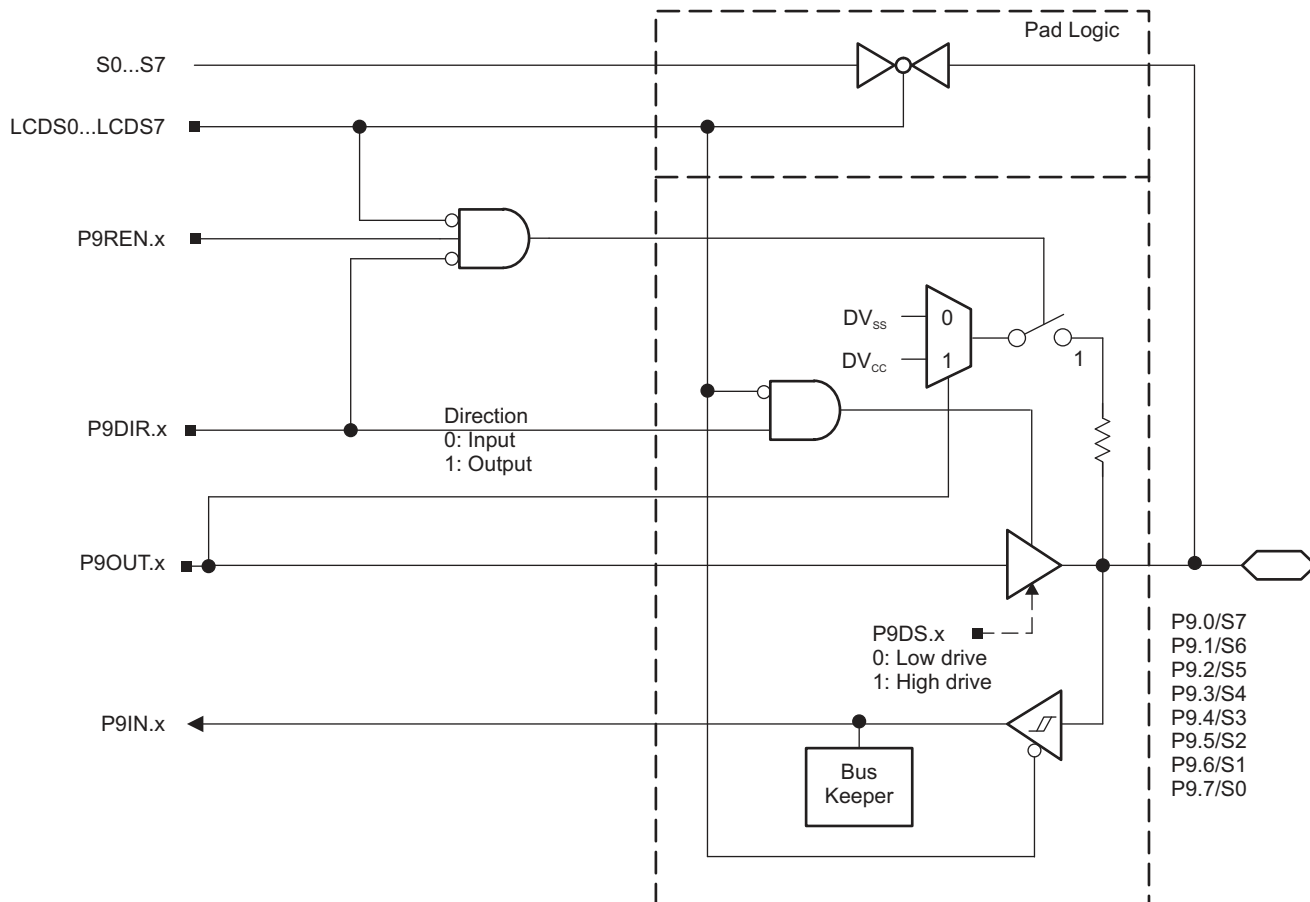 Pad Logic
S0...S7
LCDS0...LCDS7
P9REN.x
DVSS
0
DVCC
1
1
P9DIR.x
Direction
0: Input
1: Output
P9OUT.x
P9DS.x
0: Low drive
1: High drive
P9.0/S7
P9.1/S6
P9.2/S5
P9.3/S4
P9.4/S3
P9.5/S2
P9.6/S1
P9.7/S0
P9IN.x
Bus
Keeper